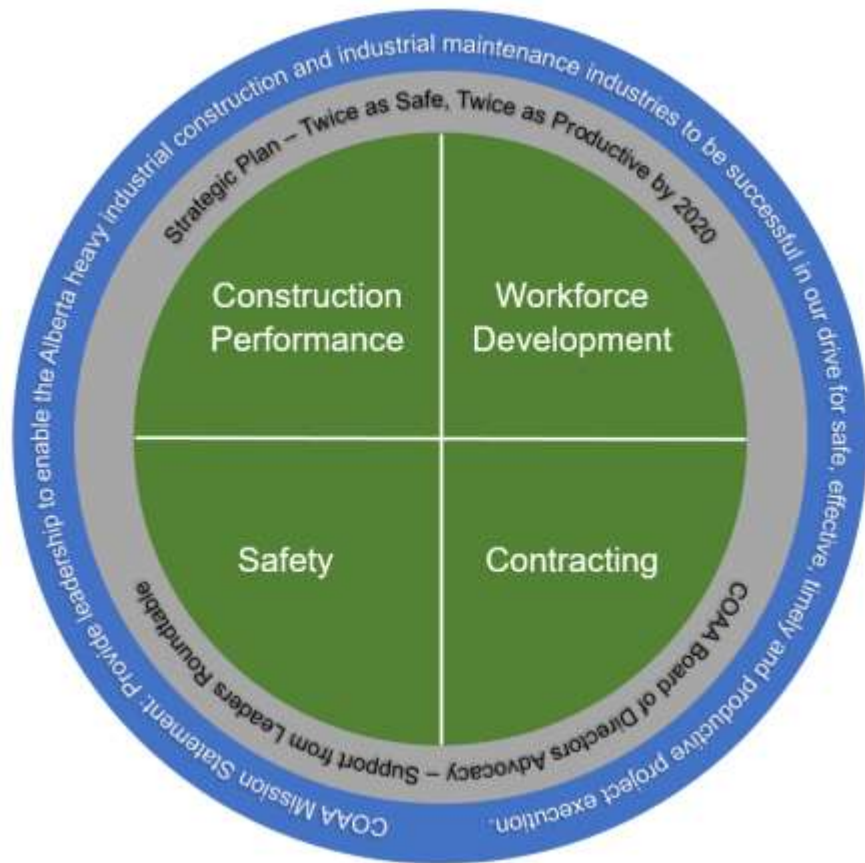 COAA Mission Statement: Provide leadership to enable the Alberta heavy industrial construction and industrial maintenance industries to be successful in our drive for safe, effective, timely and productive project execution.
Strategic Plan – Twice as Safe, Twice as Productive by 2020
Construction
Performance
Workforce
Development
Safety
Contracting
COAA Board of Directors Advocacy – Support from Leaders Roundtable